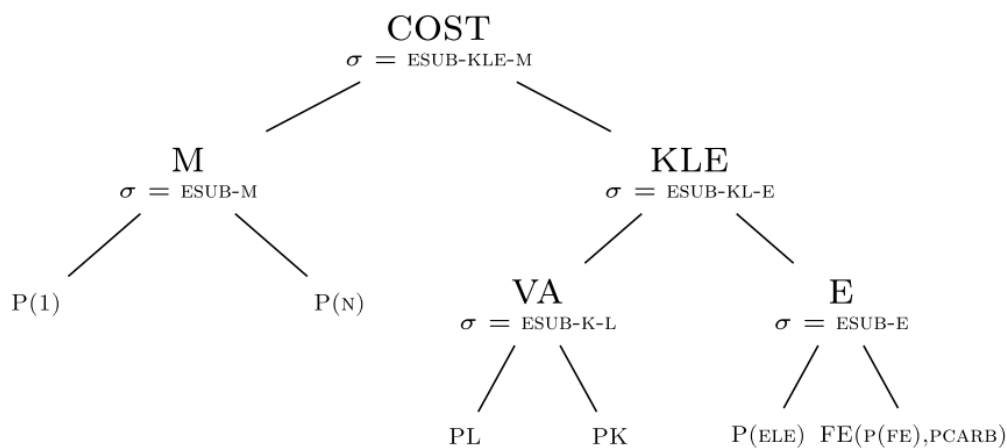 COST
σ = ESUB-KLE-M
M
σ = ESUB-M
KLE
σ = ESUB-KL-E
P(1)
P(N)
VA
σ = ESUB-K-L
E
σ = ESUB-E
PL
PK
P(ELE)
FE(P(FE),PCARB)